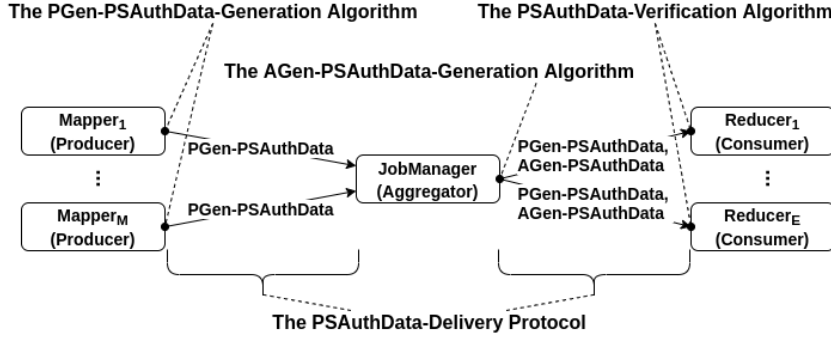 The PGen-PSAuthData-Generation Algorithm
The PSAuthData-Verification Algorithm
The AGen-PSAuthData-Generation Algorithm
Mapper1
(Producer)
PGen-PSAuthData
JobManager
(Aggregator)
PGen-PSAuthData,
AGen-PSAuthData
Reducer1
(Consumer)
⋮
⋮
MapperM
(Producer)
PGen-PSAuthData
PGen-PSAuthData,
AGen-PSAuthData
ReducerE
(Consumer)
The PSAuthData-Delivery Protocol